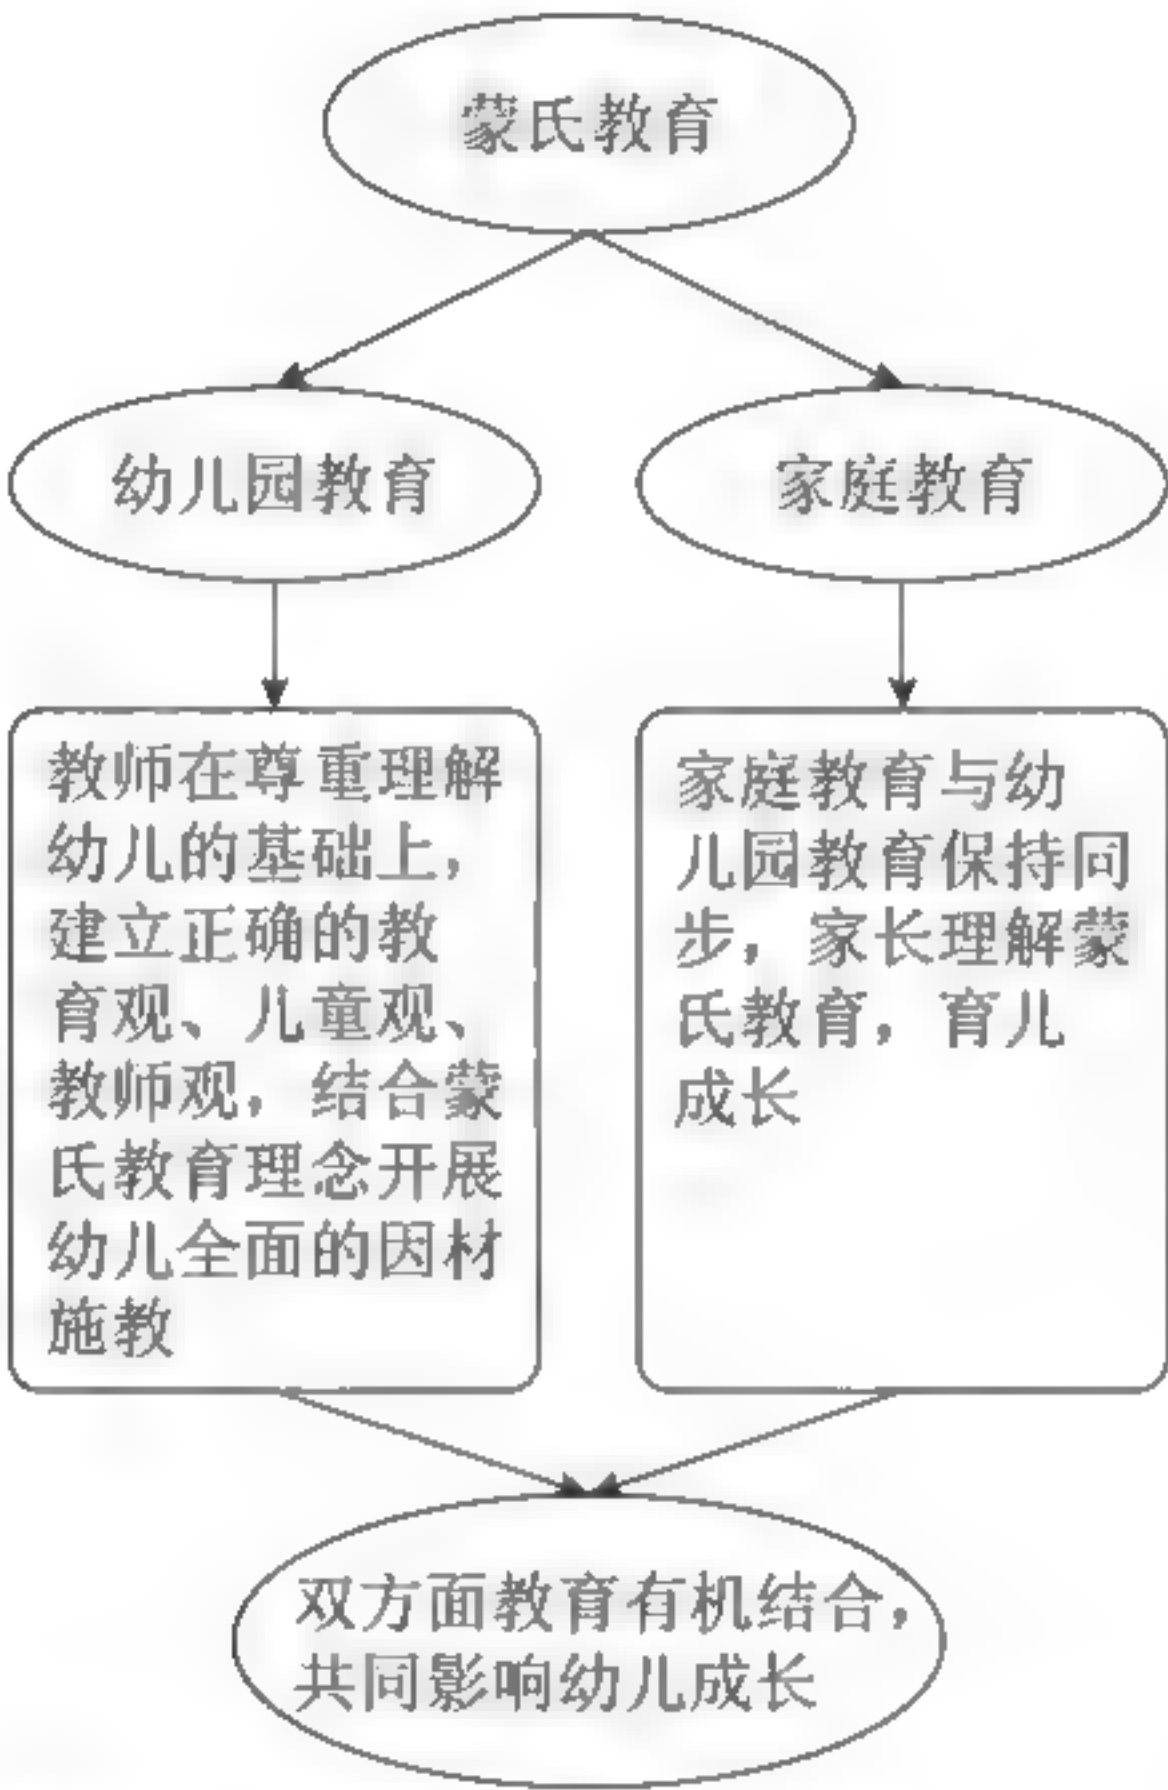 蒙氏教育
幼儿园教育
家庭教育
教师在尊重理解
幼儿的基础上，
建立正确的教
育观、儿童观、
教师观，结合蒙
氏教育理念开展
幼儿全面的因材
施教
家庭教育与幼
儿园教育保持同
步，家长理解蒙
氏教育，育儿
成长
双方面教育有机结合，
共同影响幼儿成长